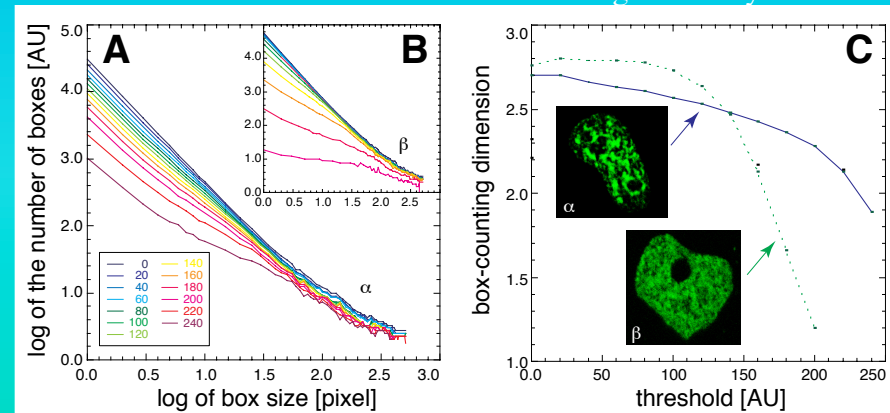 A
B
C
log of the number of boxes [AU]
5.0
4.0
3.0
2.0
1.0
0.0
0.0 0.5 1.0 1.5 2.0 2.5 3.0
log of box size [pixel]
α
0 140
20 160
40 180
60 200
80 220
100 240
120
5.0
4.0
3.0
2.0
1.0
0.0
0.0 0.5 1.0 1.5 2.0 2.5
β
box-counting dimension
3.0
2.5
2.0
1.5
1.0
0 50 100 150 200 250
threshold [AU]
α
β